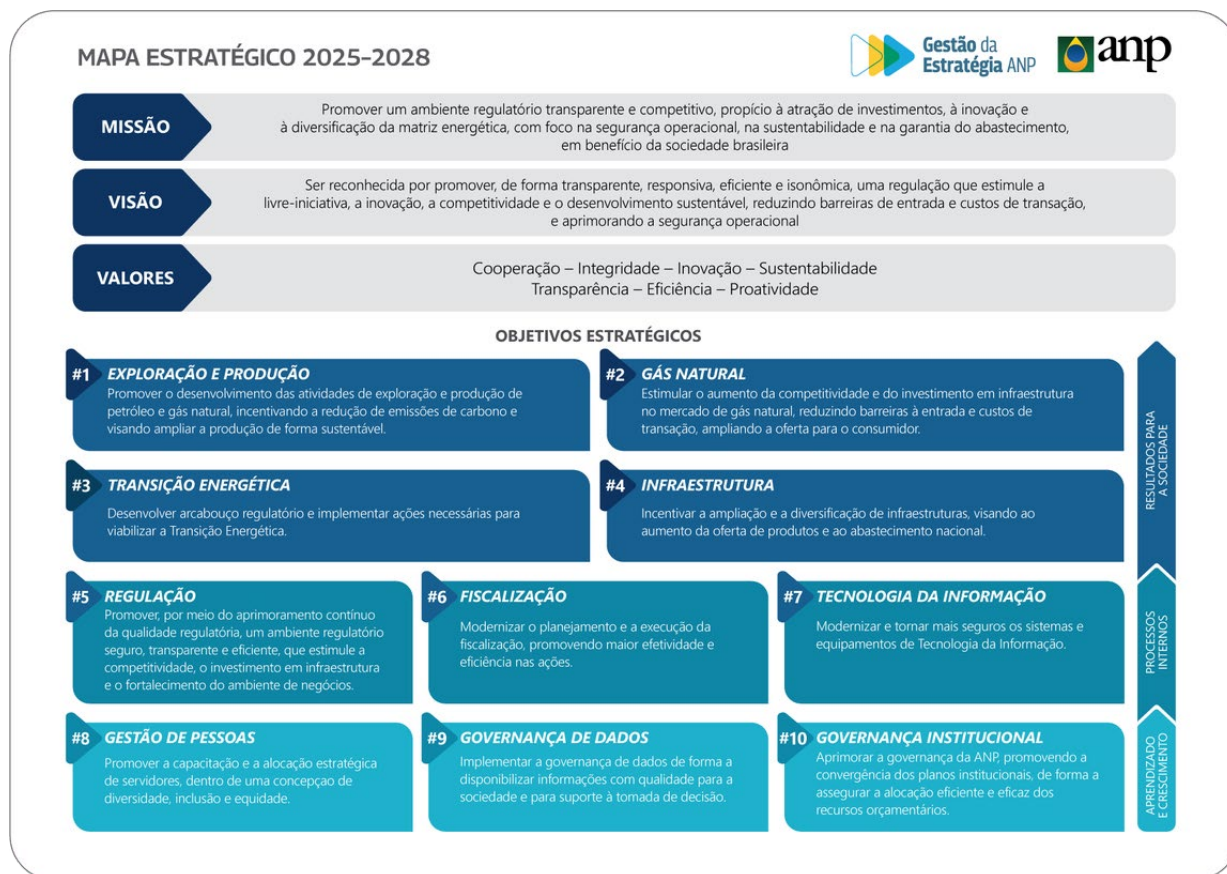 MAPA ESTRATÉGICO 2025–2028
Gestão da
Estratégia ANP
anp
MISSÃO
Promover um ambiente regulatório transparente e competitivo, propício à atração de investimentos, à inovação e
à diversificação da matriz energética, com foco na segurança operacional, na sustentabilidade e na garantia do abastecimento,
em benefício da sociedade brasileira
VISÃO
Ser reconhecida por promover, de forma transparente, responsiva, eficiente e isonômica, uma regulação que estimule a
livre-iniciativa, a inovação, a competitividade e o desenvolvimento sustentável, reduzindo barreiras de entrada e custos de transação,
e aprimorando a segurança operacional
VALORES
Cooperação – Integridade – Inovação – Sustentabilidade
Transparência – Eficiência – Proatividade
OBJETIVOS ESTRATÉGICOS
#1 EXPLORAÇÃO E PRODUÇÃO
Promover o desenvolvimento das atividades de exploração e produção de
petróleo e gás natural, incentivando a redução de emissões de carbono e
visando ampliar a produção de forma sustentável.
#2 GÁS NATURAL
Estimular o aumento da competitividade e do investimento em infraestrutura
no mercado de gás natural, reduzindo barreiras à entrada e custos de
transação, ampliando a oferta para o consumidor.
#3 TRANSIÇÃO ENERGÉTICA
Desenvolver arcabouço regulatório e implementar ações necessárias para
viabilizar a Transição Energética.
#4 INFRAESTRUTURA
Incentivar a ampliação e a diversificação de infraestruturas, visando ao
aumento da oferta de produtos e ao abastecimento nacional.
RESULTADOS PARA
A SOCIEDADE
#5 REGULAÇÃO
Promover, por meio do aprimoramento contínuo
da qualidade regulatória, um ambiente regulatório
seguro, transparente e eficiente, que estimule a
competitividade, o investimento em infraestrutura
e o fortalecimento do ambiente de negócios.
#6 FISCALIZAÇÃO
Modernizar o planejamento e a execução da
fiscalização, promovendo maior efetividade e
eficiência nas ações.
#7 TECNOLOGIA DA INFORMAÇÃO
Modernizar e tornar mais seguros os sistemas e
equipamentos de Tecnologia da Informação.
PROCESSOS
INTERNOS
#8 GESTÃO DE PESSOAS
Promover a capacitação e a alocação estratégica
de servidores, dentro de uma concepçao de
diversidade, inclusão e equidade.
#9 GOVERNANÇA DE DADOS
Implementar a governança de dados de forma a
disponibilizar informações com qualidade para a
sociedade e para suporte à tomada de decisão.
#10 GOVERNANÇA INSTITUCIONAL
Aprimorar a governança da ANP, promovendo a
convergência dos planos institucionais, de forma a
assegurar a alocação eficiente e eficaz dos
recursos orçamentários.
APRENDIZADO
E CRESCIMENTO